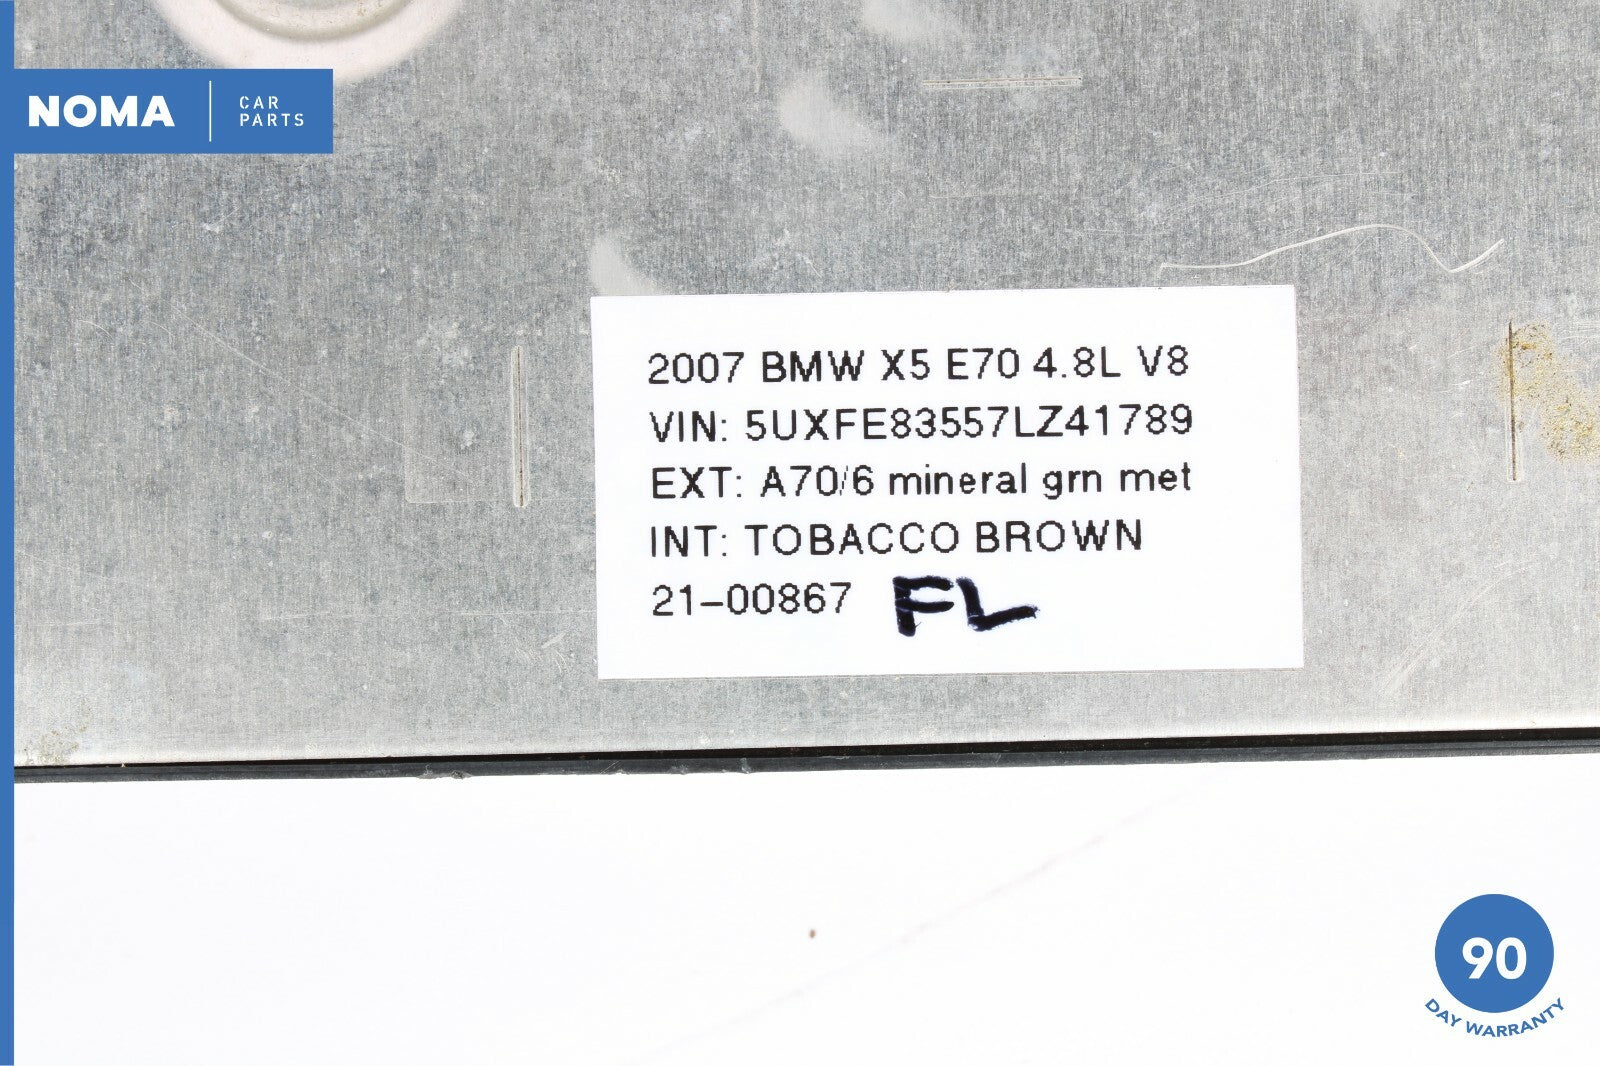 NOMA
CAR
PARTS
2007 BMW X5 E70 4.8L V8
VIN: 5UXFE83557LZ41789
EXT: A70/6 mineral grn met
INT: TOBACCO BROWN
21-00867 FL
90
DAY WARRANTY